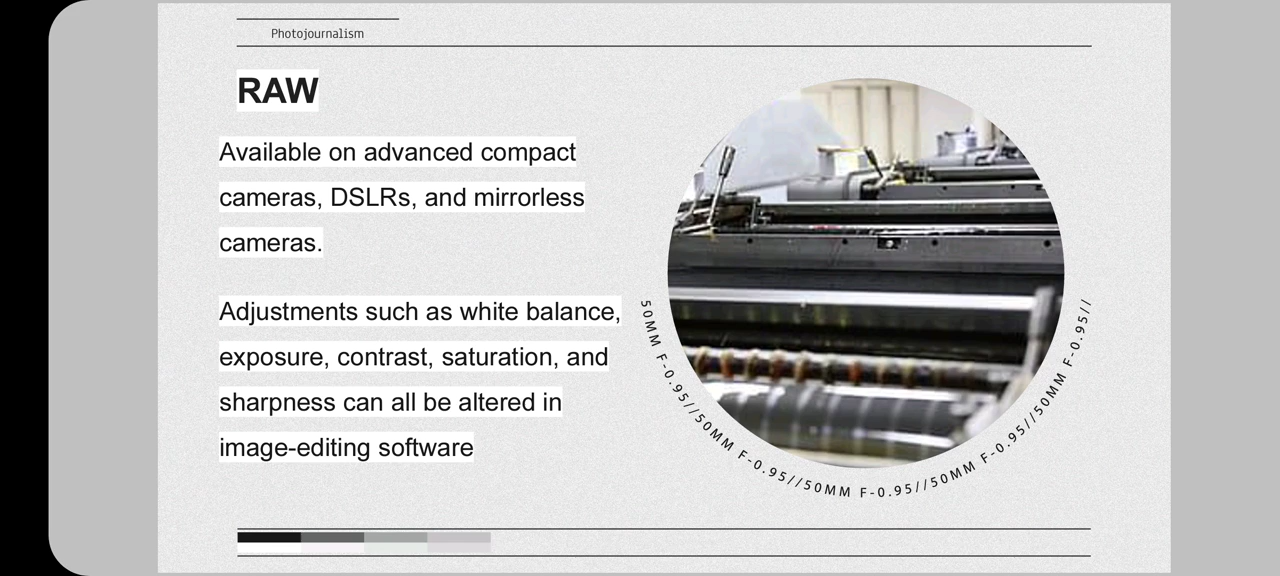 Photojournalism
RAW
Available on advanced compact
cameras, DSLRs, and mirrorless
cameras.
Adjustments such as white balance,
exposure, contrast, saturation, and
sharpness can all be altered in
image-editing software
50MM F-0.95//50MM F-0.95//50MM F-0.95//50MM F-0.95//50MM F-0.95//